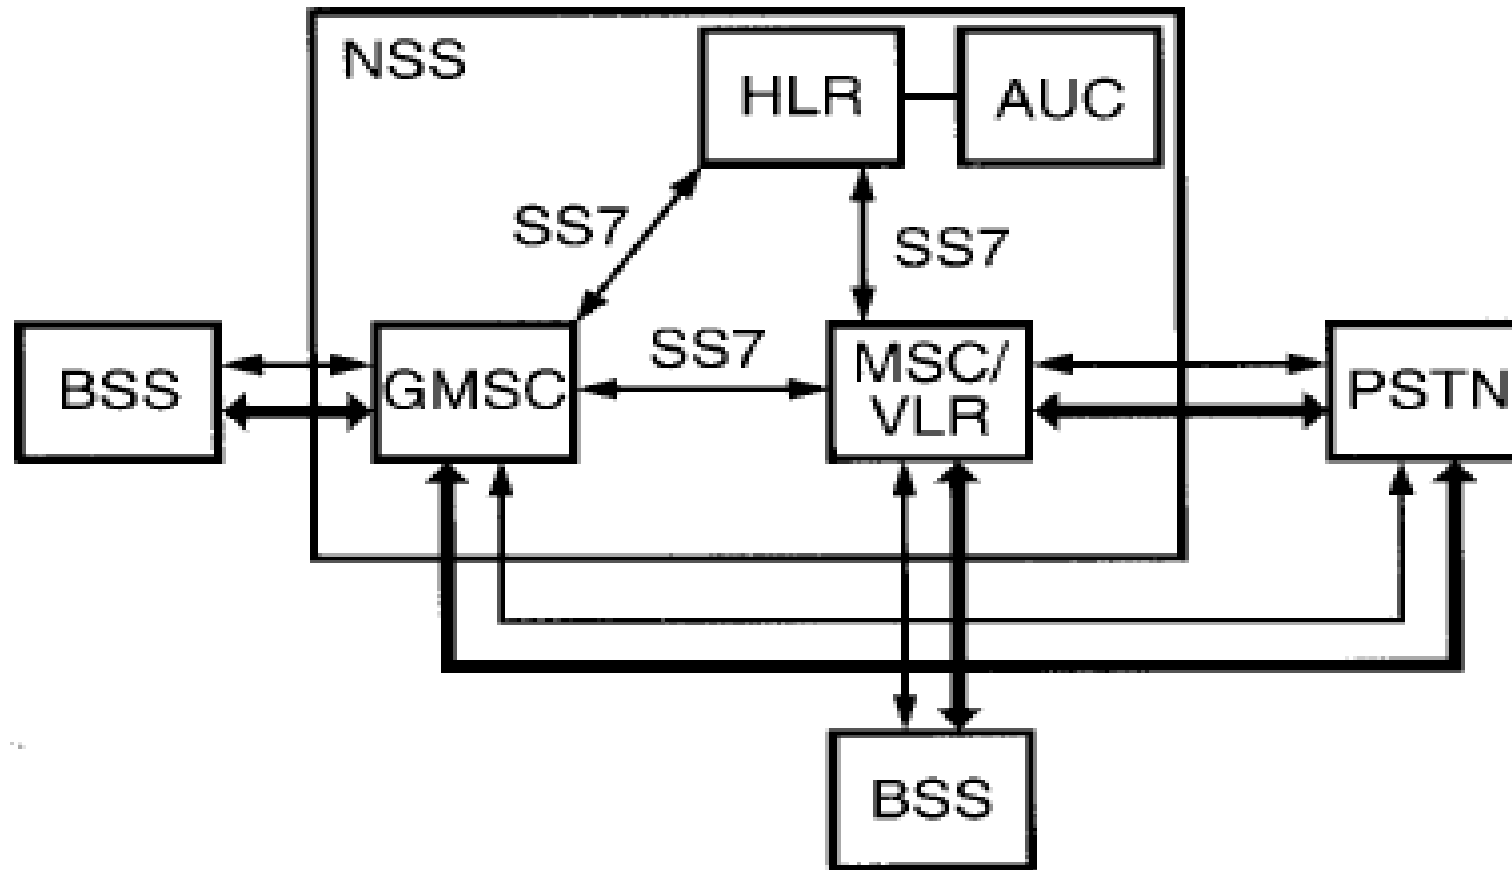 NSS
HLR
AUC
SS7
SS7
SS7
BSS
GMSC
MSC/
VLR
PSTN
BSS